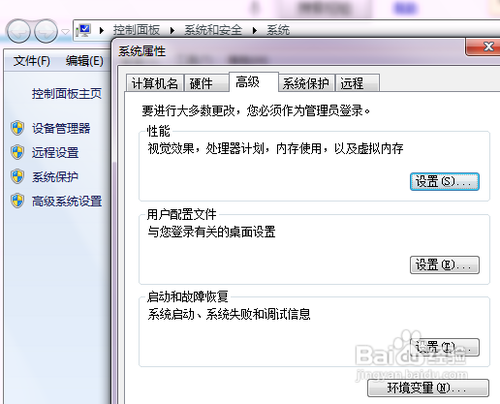 控制面板 ▸ 系统和安全 ▸ 系统
文件(F) 编辑(E)
系统属性
计算机名 硬件 高级 系统保护 远程
控制面板主页
设备管理器
远程设置
系统保护
高级系统设置
要进行大多数更改，您必须作为管理员登录。
性能
视觉效果，处理器计划，内存使用，以及虚拟内存
设置(S)...
用户配置文件
与您登录有关的桌面设置
设置(E)...
启动和故障恢复
系统启动、系统失败和调试信息
设置(T)...
Baidu经验
jingyan.baidu.com
环境变量(N)...